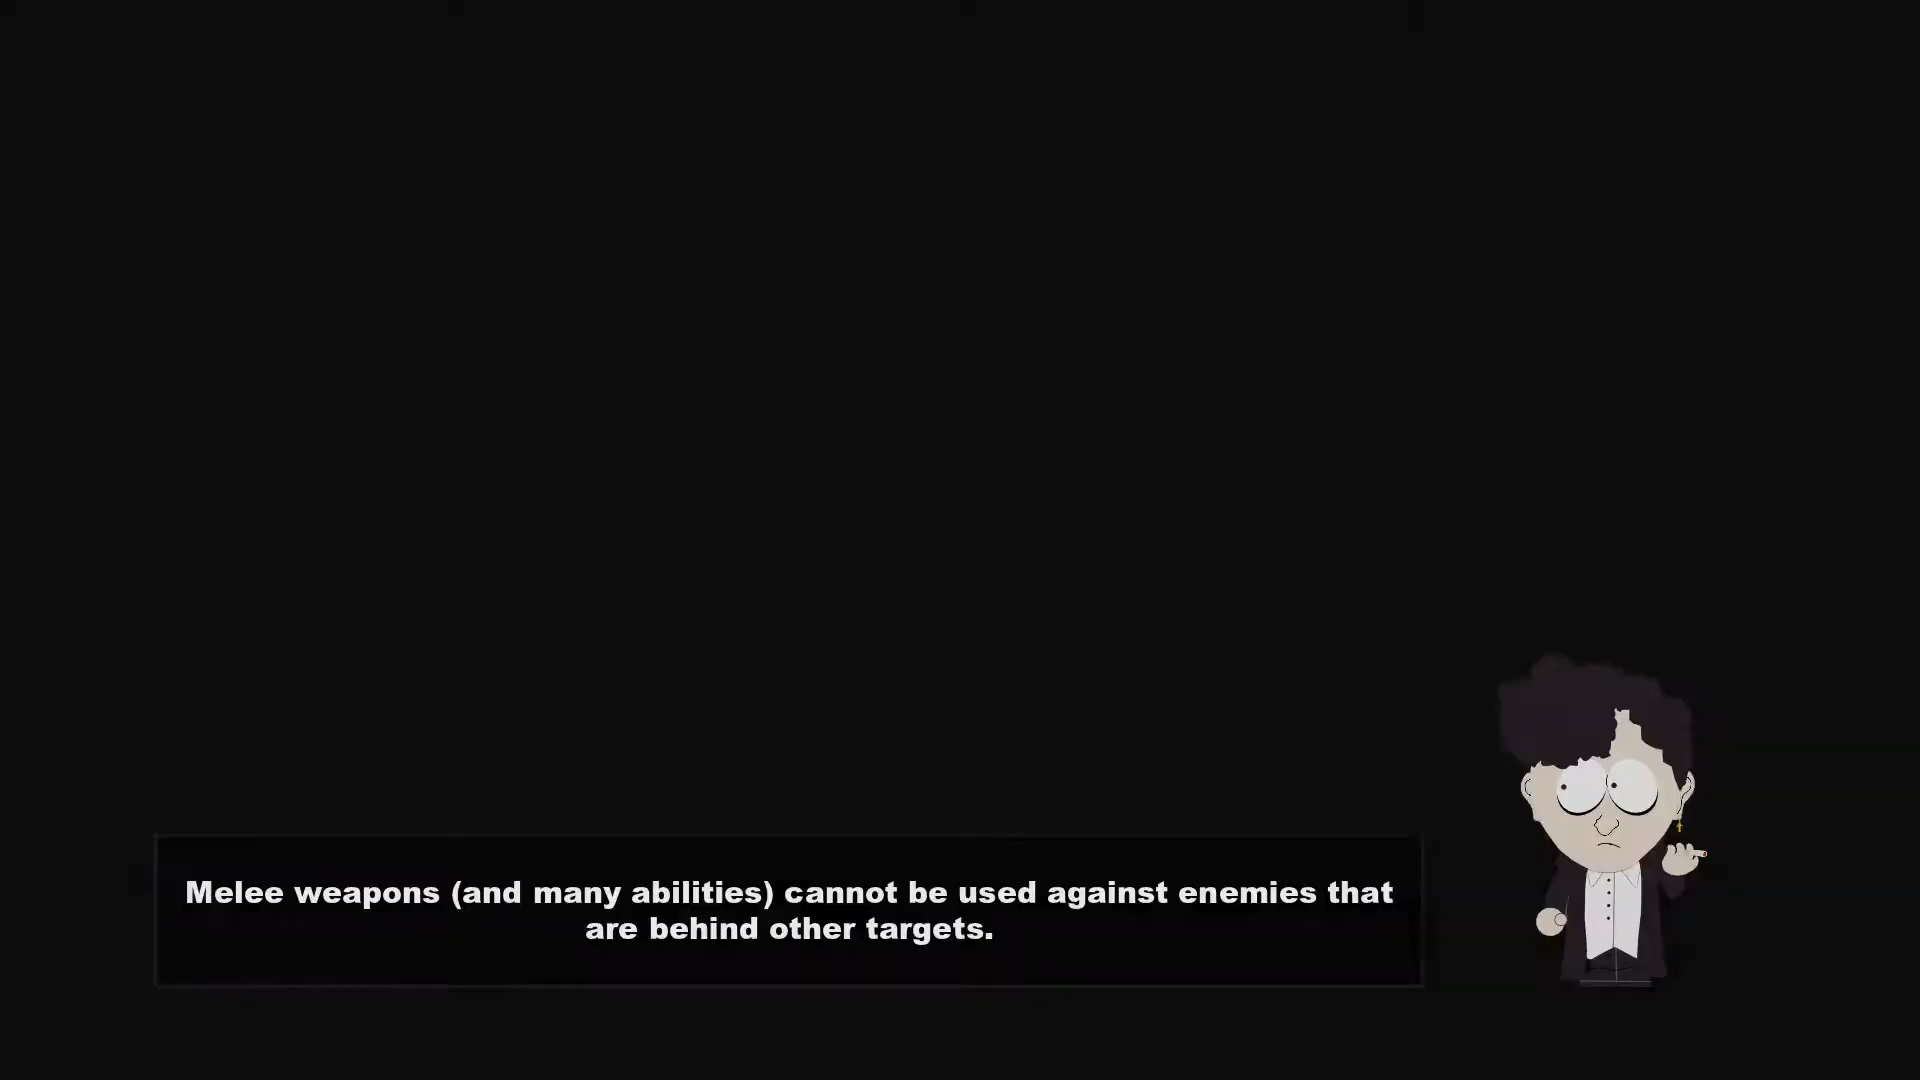 Melee weapons (and many abilities) cannot be used against enemies that
are behind other targets.